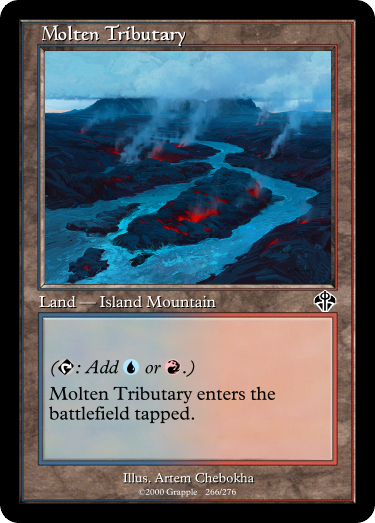 Molten Tributary
Land — Island Mountain
(: Add or .)
Molten Tributary enters the
battlefield tapped.
Illus. Artem Chebokha
©2000 Grapple 266/276